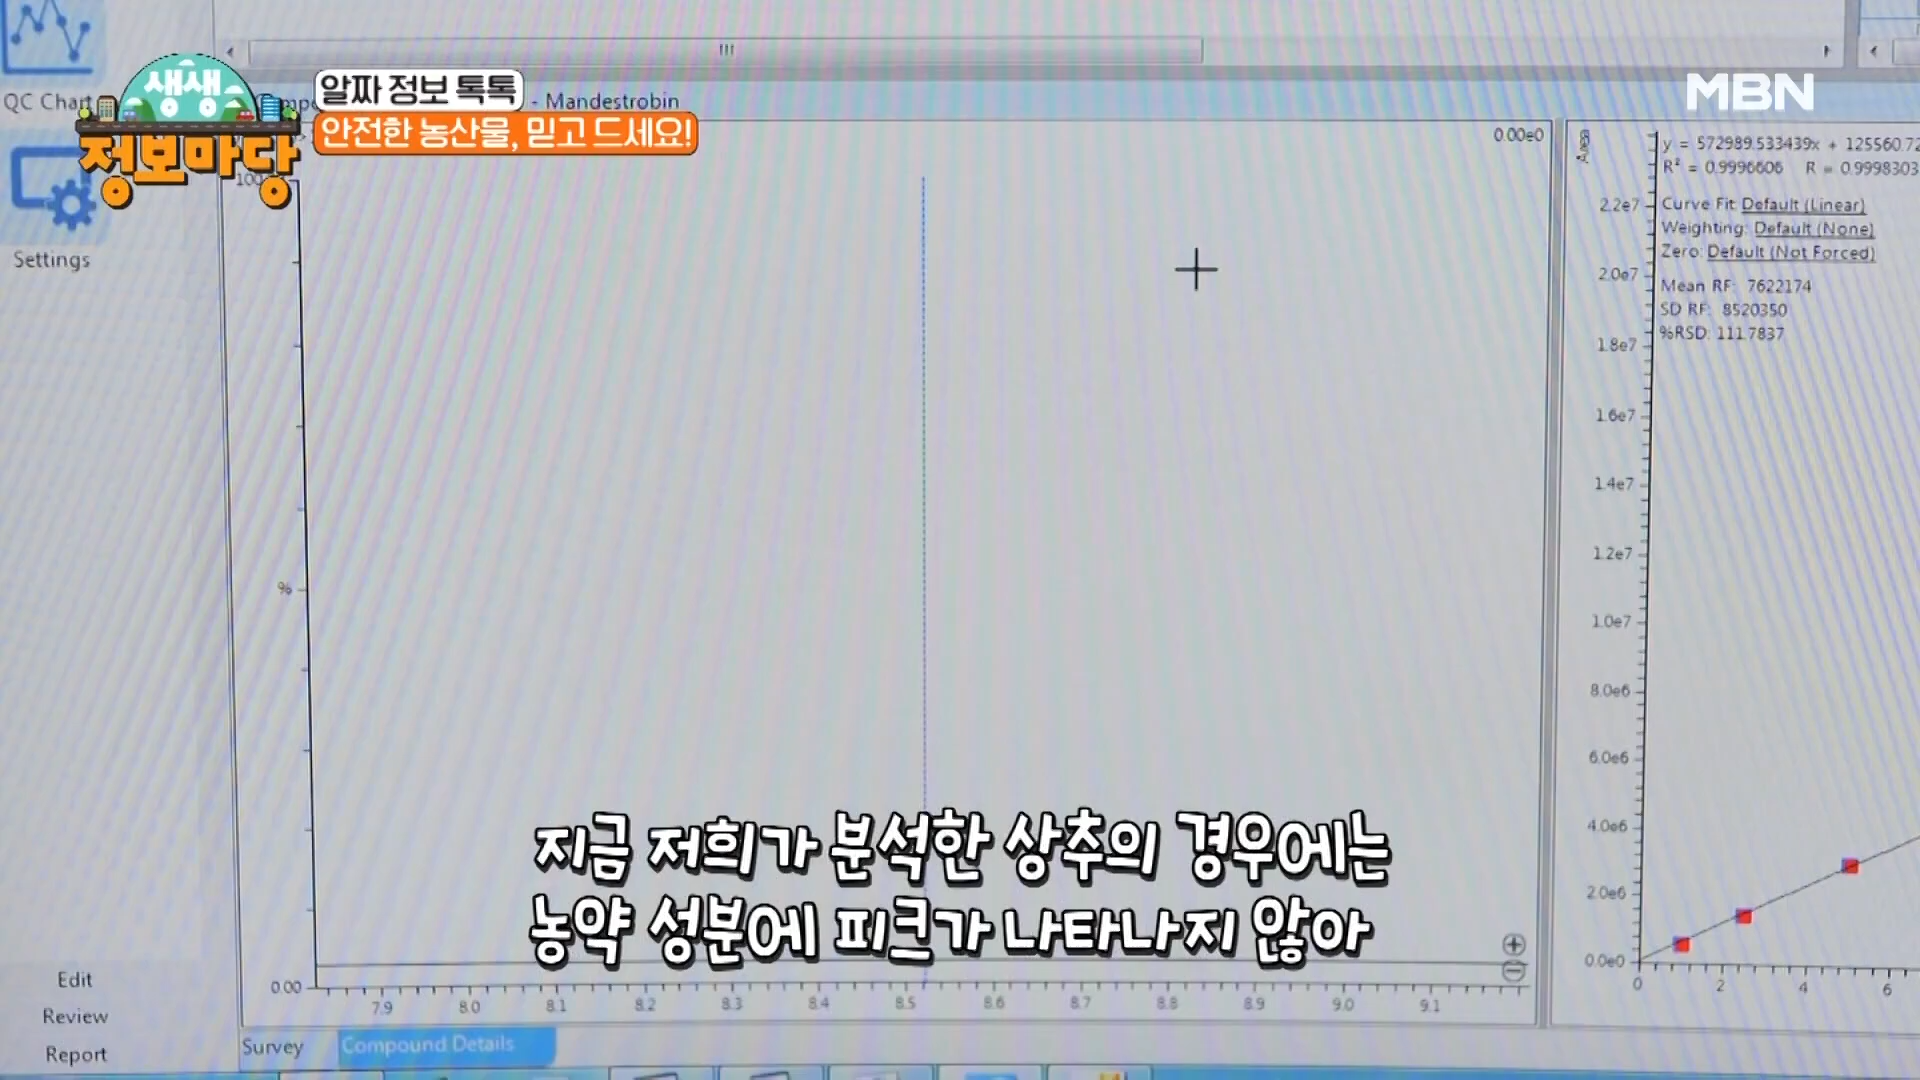 생생
정보마당
알짜 정보 톡톡
안전한 농산물, 믿고 드세요!
MBN
QC Chart
- Mandestrobin
Settings
100
0.00e0
%
0.00
7.9 8.0 8.1 8.2 8.3 8.4 8.5 8.6 8.7 8.8 8.9 9.0 9.1
Area
y = 572989.533439x + 125560.72
R² = 0.9996606 R = 0.9998303
Curve Fit: Default (Linear)
Weighting: Default (None)
Zero: Default (Not Forced)
Mean RF: 7622174
SD RF: 8520350
%RSD: 111.7837
2.2e7
2.0e7
1.8e7
1.6e7
1.4e7
1.2e7
1.0e7
8.0e6
6.0e6
4.0e6
2.0e6
0.0e0
0 2 4 6
지금 저희가 분석한 상추의 경우에는
농약 성분에 피크가 나타나지 않아
Edit
Review
Report
Survey
Compound Details